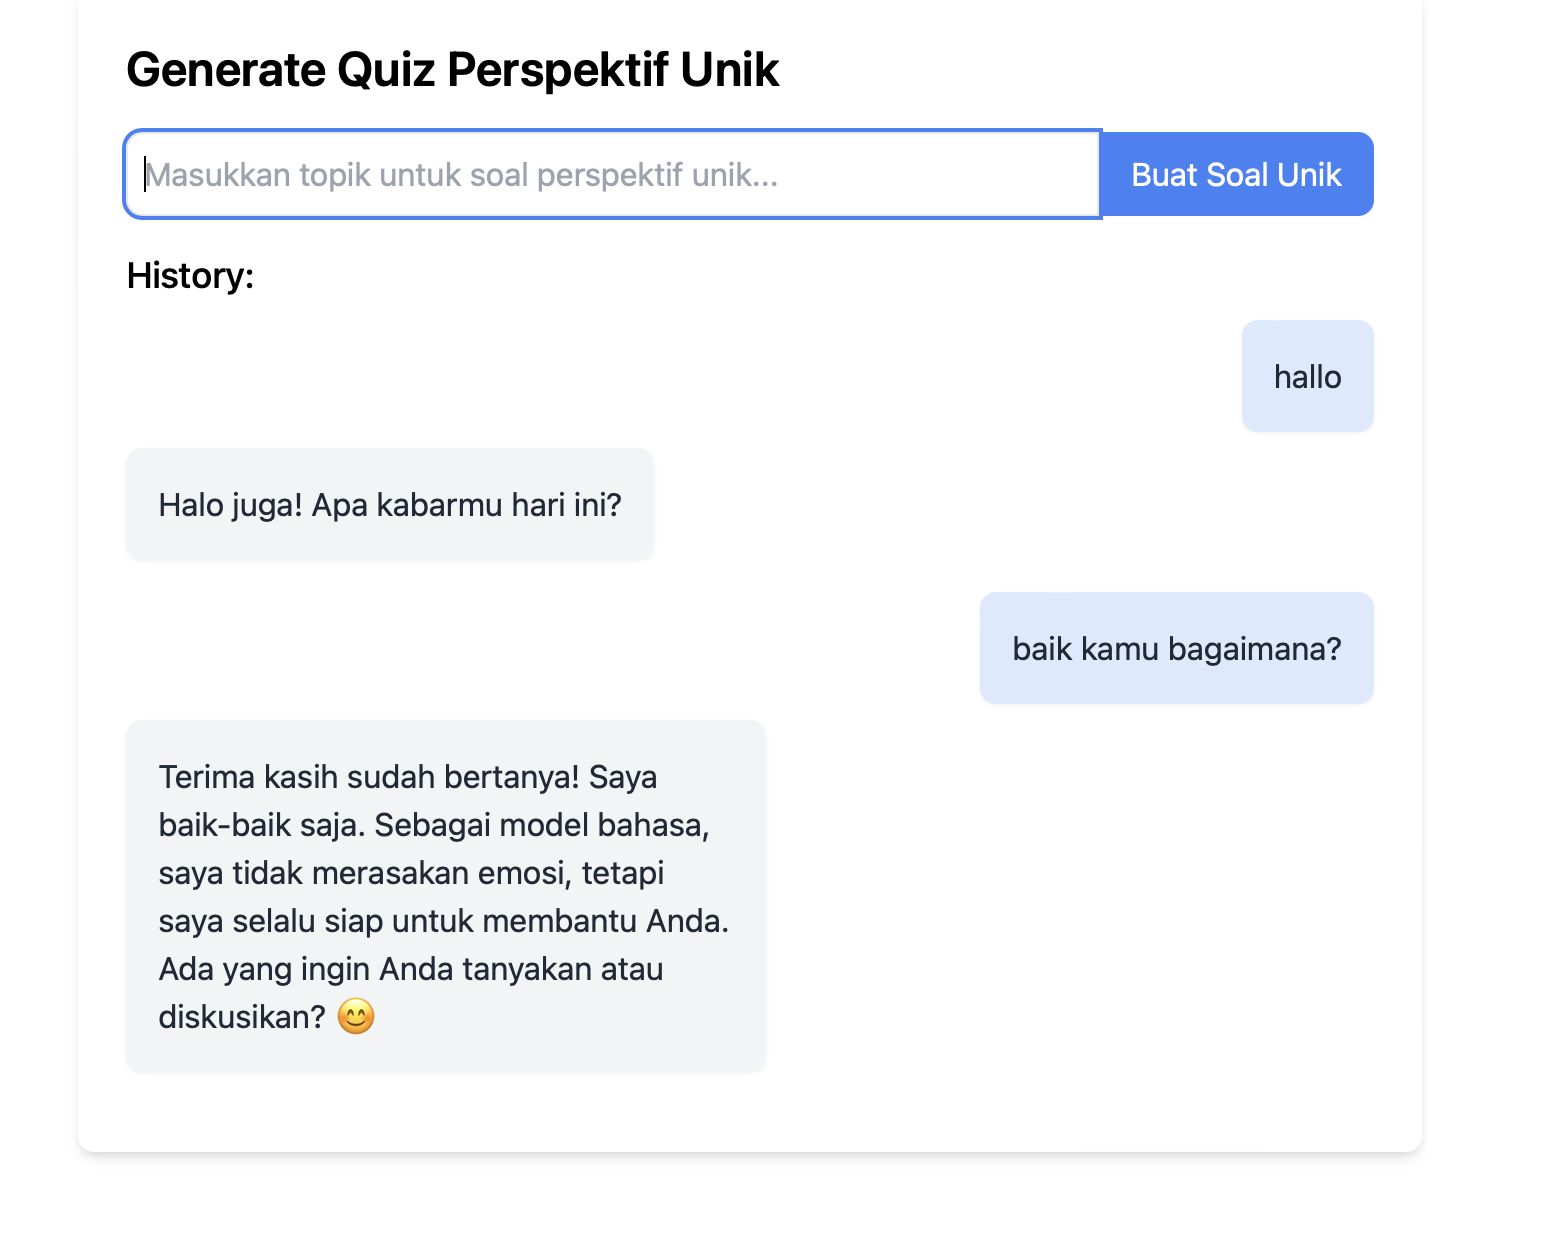 Generate Quiz Perspektif Unik
Masukkan topik untuk soal perspektif unik...
Buat Soal Unik
History:
hallo
Halo juga! Apa kabarmu hari ini?
baik kamu bagaimana?
Terima kasih sudah bertanya! Saya
baik-baik saja. Sebagai model bahasa,
saya tidak merasakan emosi, tetapi
saya selalu siap untuk membantu Anda.
Ada yang ingin Anda tanyakan atau
diskusikan? 😊